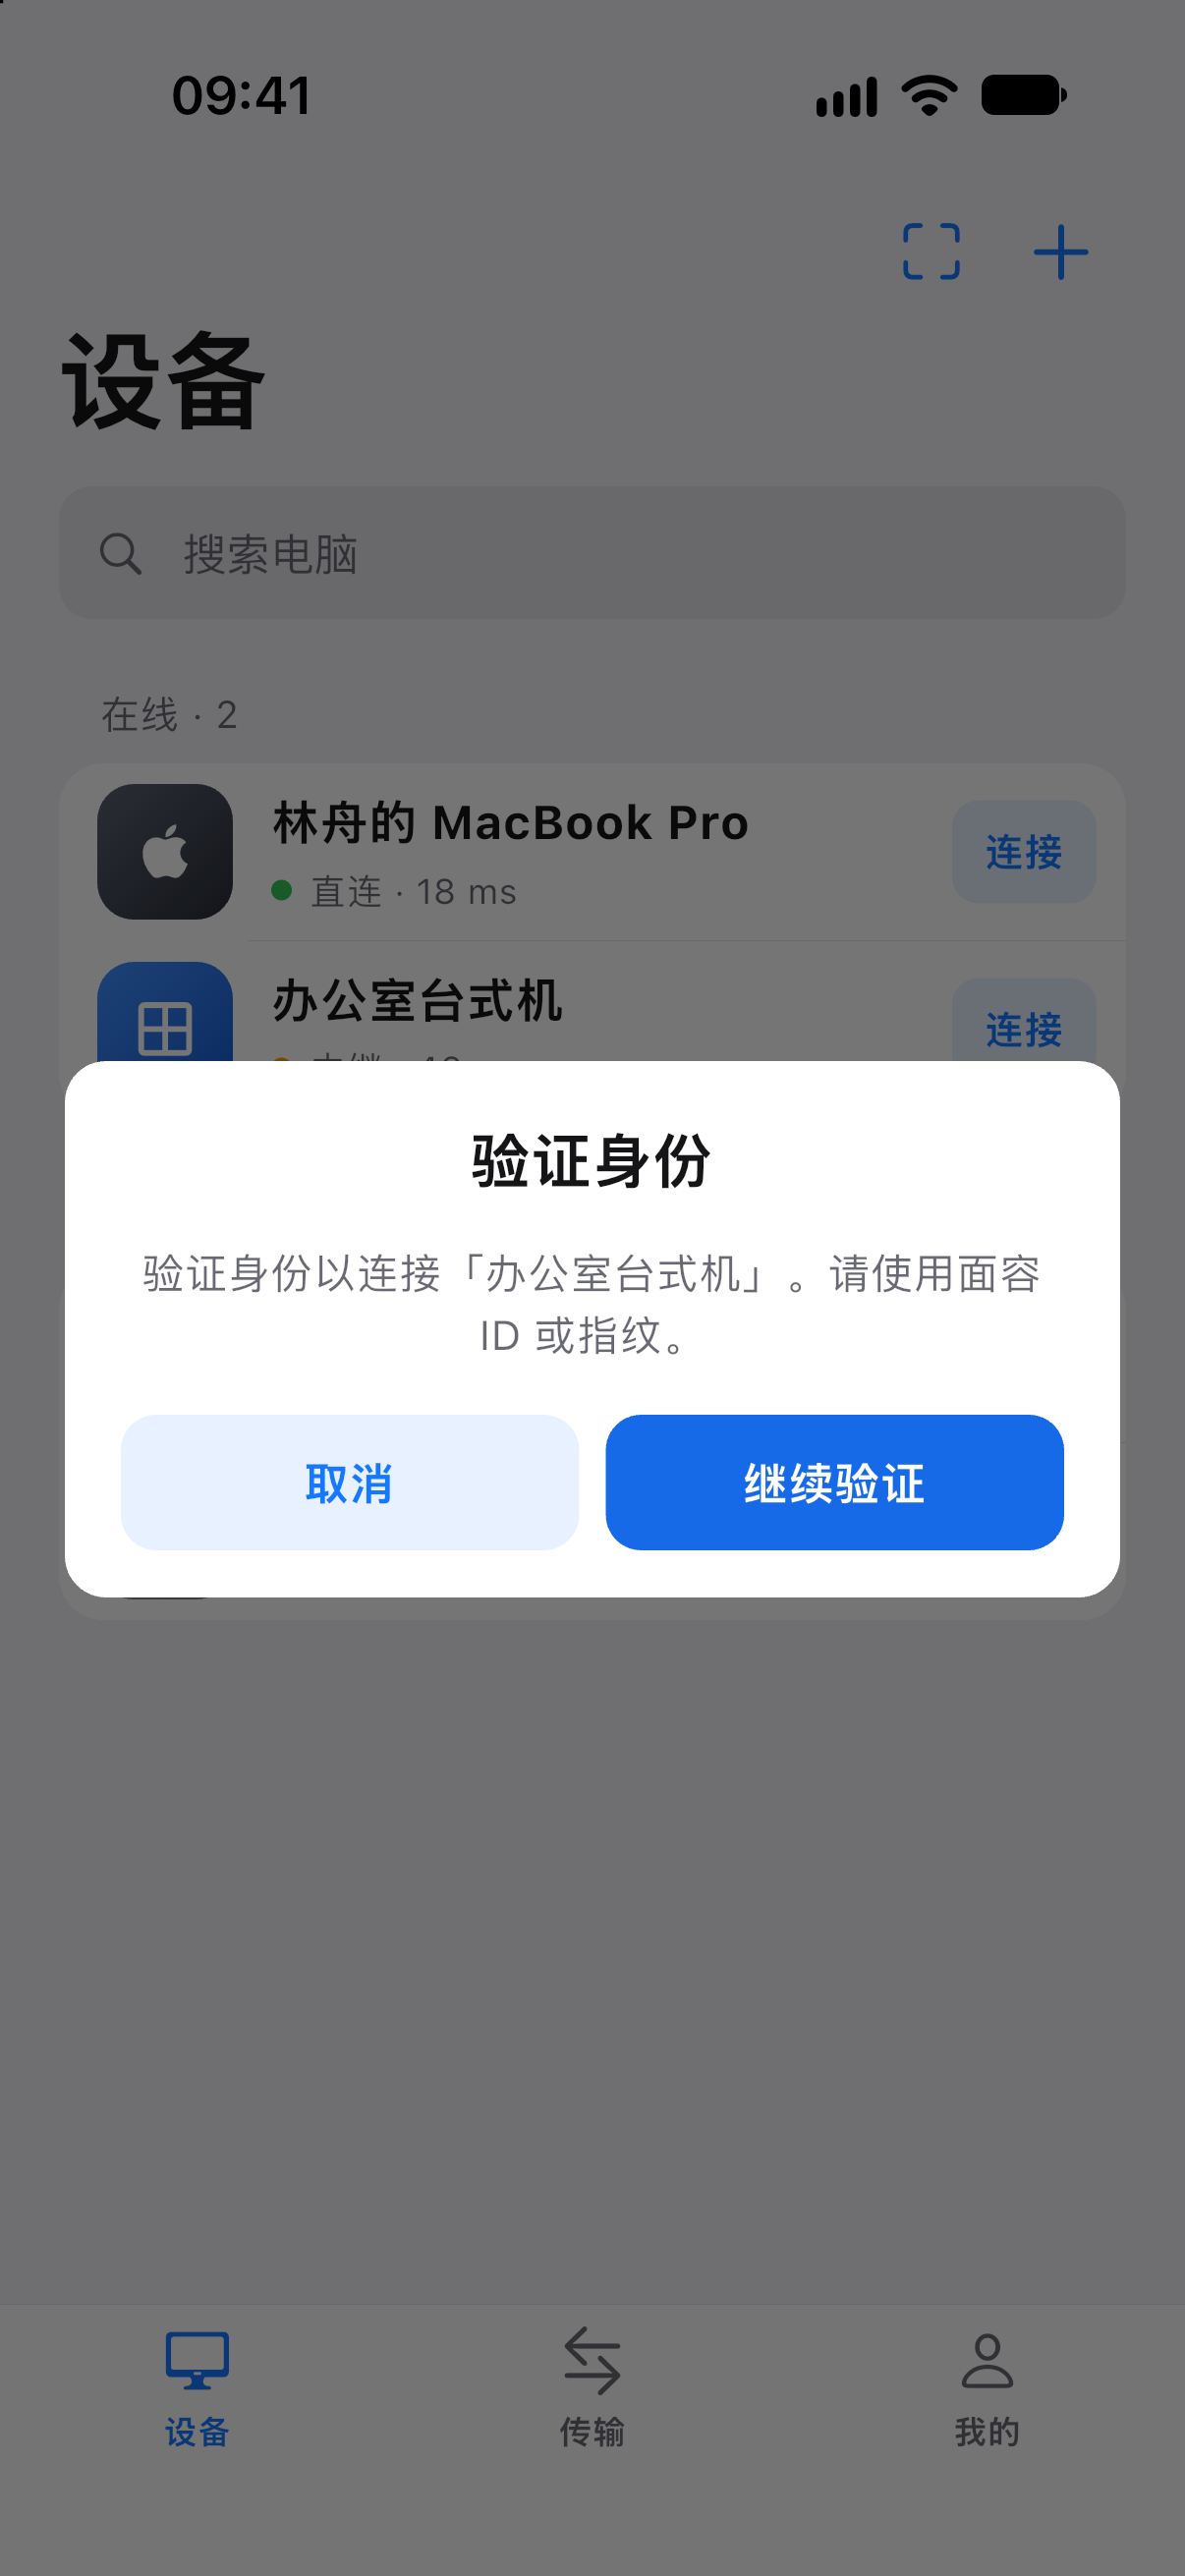 09:41
设备
搜索电脑
在线 · 2
林舟的 MacBook Pro
连接
直连 · 18 ms
办公室台式机
连接
验证身份
验证身份以连接「办公室台式机」。请使用面容
ID 或指纹。
取消
继续验证
设备
传输
我的